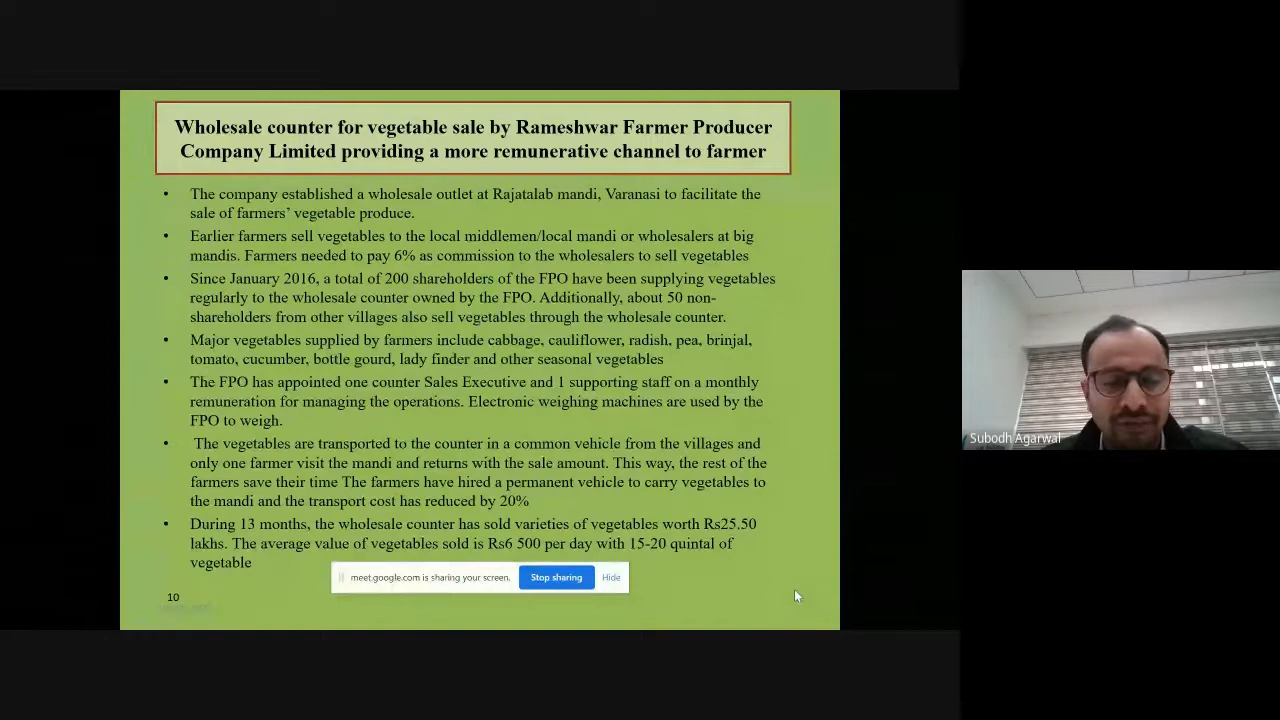 Wholesale counter for vegetable sale by Rameshwar Farmer Producer
Company Limited providing a more remunerative channel to farmer
• The company established a wholesale outlet at Rajatalab mandi, Varanasi to facilitate the
sale of farmers’ vegetable produce.
• Earlier farmers sell vegetables to the local middlemen/local mandi or wholesalers at big
mandis. Farmers needed to pay 6% as commission to the wholesalers to sell vegetables
• Since January 2016, a total of 200 shareholders of the FPO have been supplying vegetables
regularly to the wholesale counter owned by the FPO. Additionally, about 50 non-
shareholders from other villages also sell vegetables through the wholesale counter.
• Major vegetables supplied by farmers include cabbage, cauliflower, radish, pea, brinjal,
tomato, cucumber, bottle gourd, lady finder and other seasonal vegetables
• The FPO has appointed one counter Sales Executive and 1 supporting staff on a monthly
remuneration for managing the operations. Electronic weighing machines are used by the
FPO to weigh.
• The vegetables are transported to the counter in a common vehicle from the villages and
only one farmer visit the mandi and returns with the sale amount. This way, the rest of the
farmers save their time The farmers have hired a permanent vehicle to carry vegetables to
the mandi and the transport cost has reduced by 20%
• During 13 months, the wholesale counter has sold varieties of vegetables worth Rs25.50
lakhs. The average value of vegetables sold is Rs6 500 per day with 15-20 quintal of
vegetable
meet.google.com is sharing your screen. Stop sharing Hide
10
Subodh Agarwal